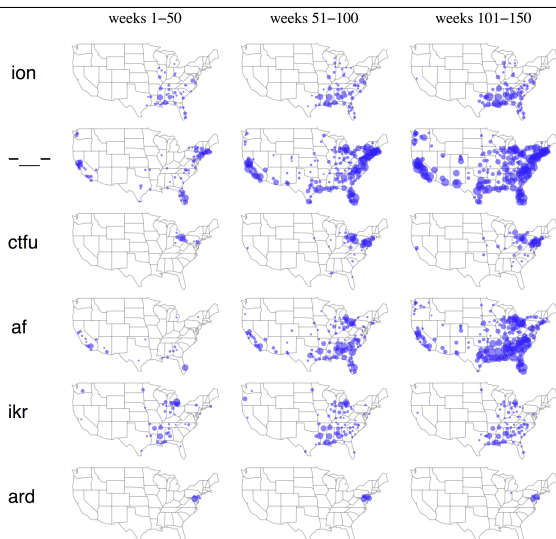 weeks 1–50 weeks 51–100 weeks 101–150
ion
–__–
ctfu
af
ikr
ard